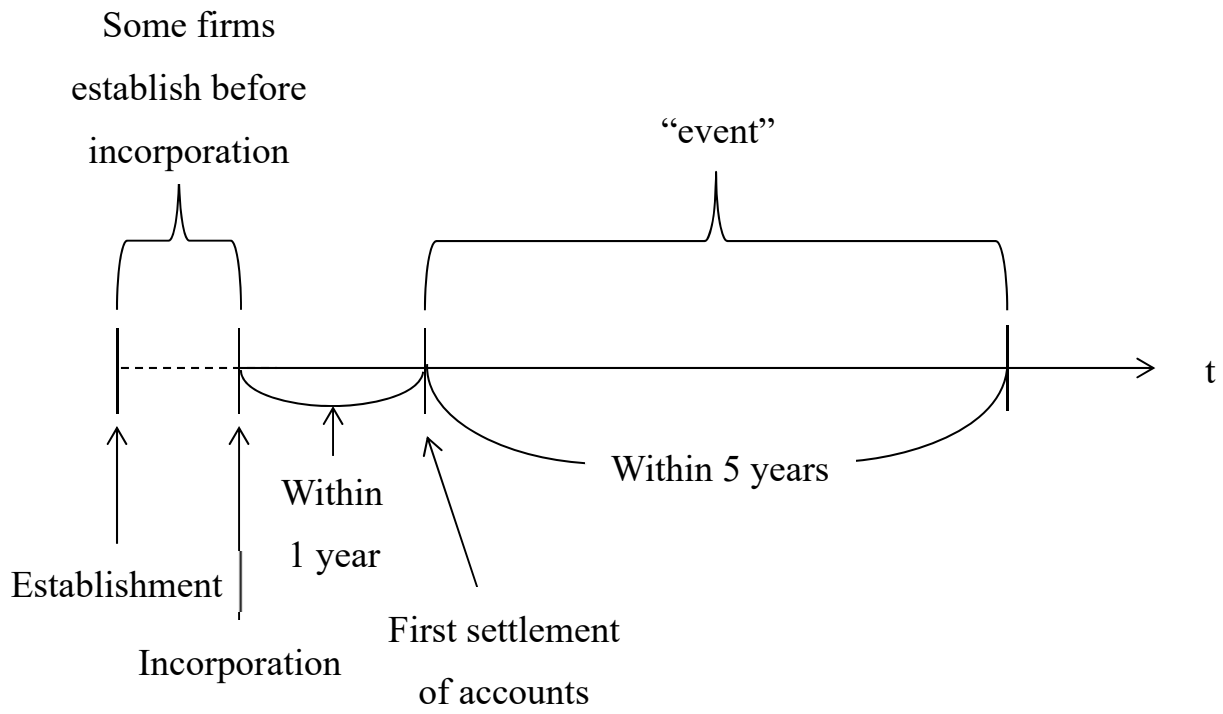 Some firms
establish before
incorporation
“event”
t
Within 5 years
Within
1 year
Establishment
First settlement
of accounts
Incorporation